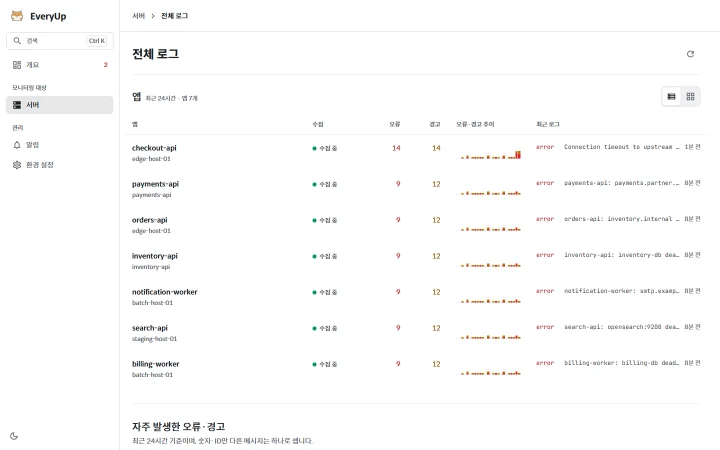 EveryUp
검색 Ctrl K
개요 2
모니터링 대상
서버
관리
알림
환경 설정
서버 > 전체 로그
전체 로그
앱 최근 24시간 · 앱 7개
앱 수집 오류 경고 오류·경고 추이 최근 로그
checkout-api 수집 중 14 14 error Connection timeout to upstream … 1분 전
edge-host-01
payments-api 수집 중 9 12 error payments-api: payments.partner.… 8분 전
payments-api
orders-api 수집 중 9 12 error orders-api: inventory.internal … 8분 전
edge-host-01
inventory-api 수집 중 9 12 error inventory-api: inventory-db dea… 8분 전
inventory-api
notification-worker 수집 중 9 12 error notification-worker: smtp.examp… 8분 전
batch-host-01
search-api 수집 중 9 12 error search-api: opensearch:9200 dea… 8분 전
staging-host-01
billing-worker 수집 중 9 12 error billing-worker: billing-db dead… 8분 전
batch-host-01
자주 발생한 오류·경고
최근 24시간 기준이며, 숫자·ID만 다른 메시지는 하나로 셉니다.